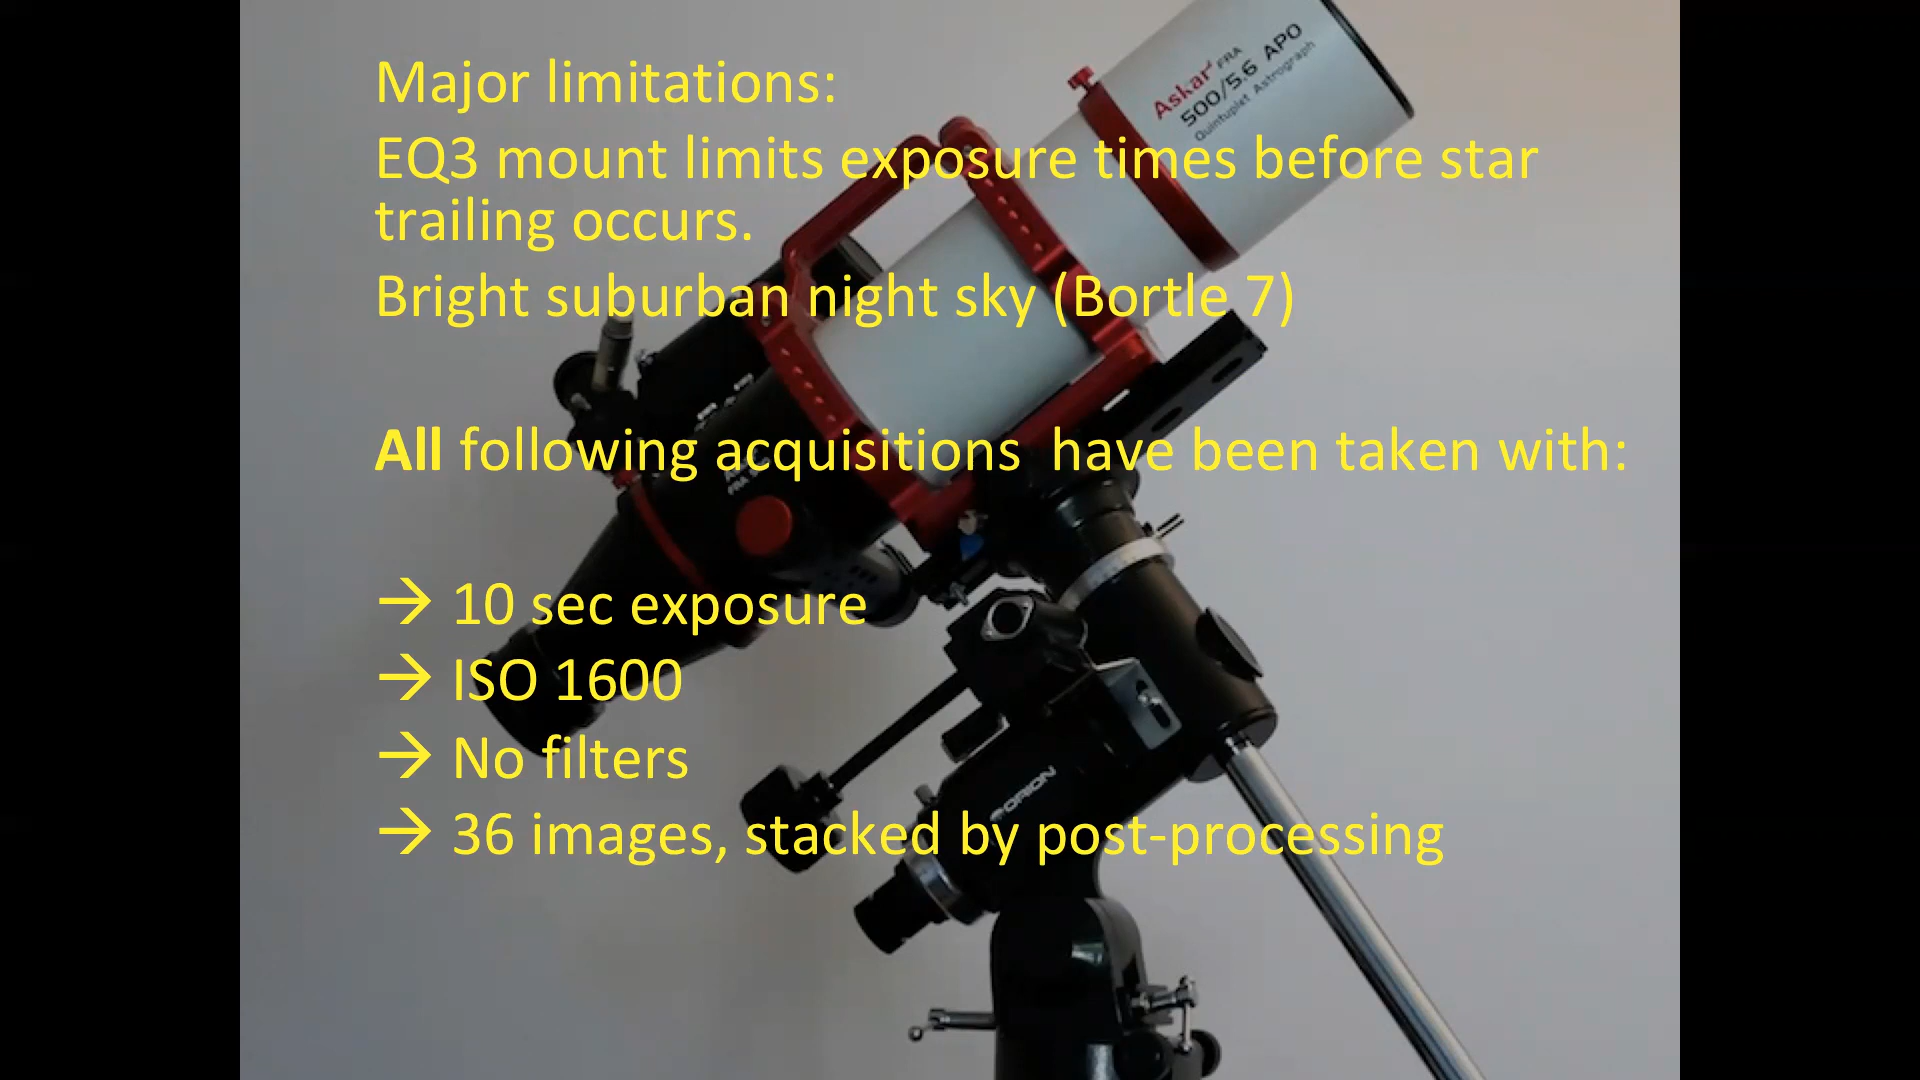 Askar FRA
500/5.6 APO
Quintuplet Astrograph
Major limitations:
EQ3 mount limits exposure times before star
trailing occurs.
Bright suburban night sky (Bortle 7)
All following acquisitions  have been taken with:
FRA
→ 10 sec exposure
→ ISO 1600
→ No filters
ORION
→ 36 images, stacked by post-processing